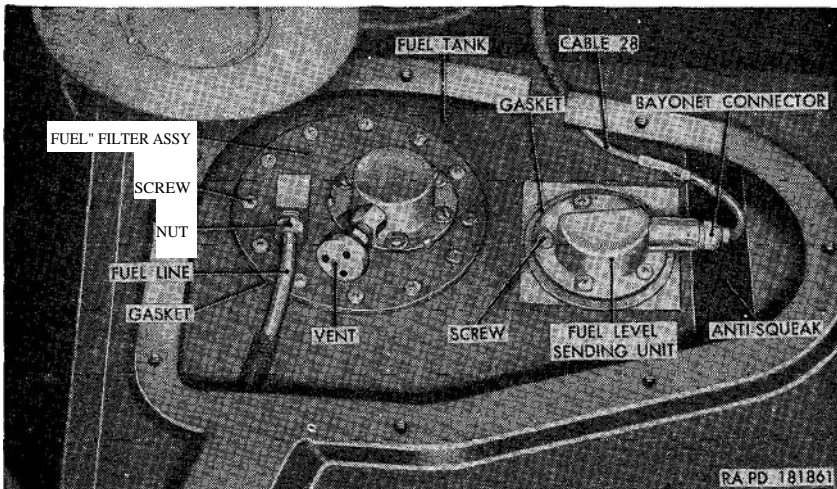 FUEL TANK
CABLE 28
GASKET
BAYONET CONNECTOR
FUEL" FILTER ASSY
SCREW
NUT
FUEL LINE
GASKET
VENT
SCREW
FUEL LEVEL
SENDING UNIT
ANTI-SQUEAK
RA PD 181861